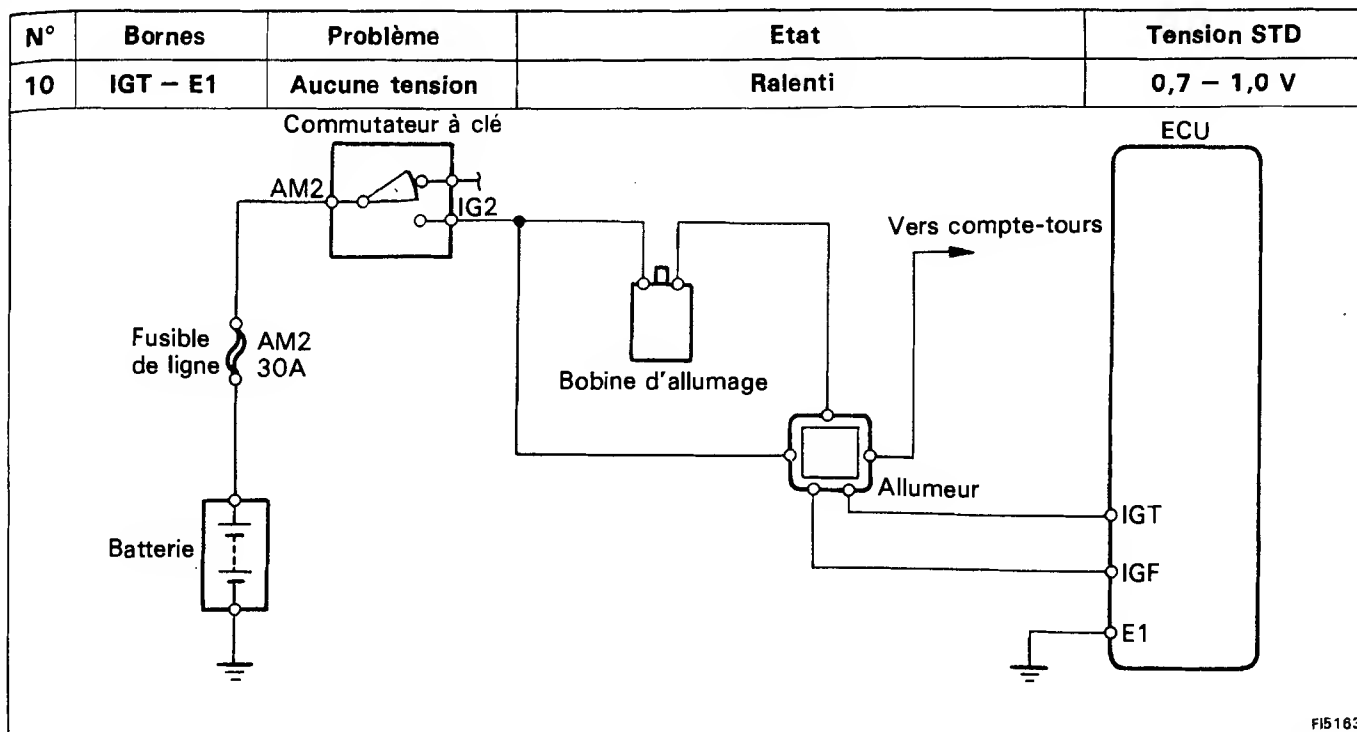 N° Bornes Problème Etat Tension STD
10 IGT — E1 Aucune tension Ralenti 0,7 — 1,0 V
Commutateur à clé
ECU
AM2
IG2
Vers compte-tours
Fusible
de ligne
AM2
30A
Bobine d'allumage
Allumeur
IGT
Batterie
IGF
E1
FI5163